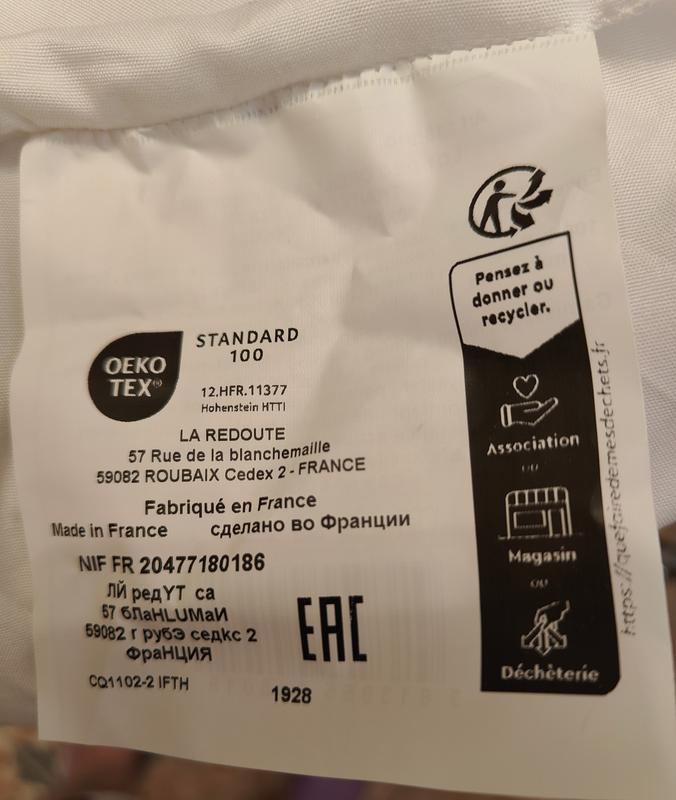 Pensez à
donner ou
recycler.
OEKO
TEX®
STANDARD
100
12.HFR.11377
Hohenstein HTTI
Association
OU
Magasin
OU
Déchèterie
https://quefairedemesdechets.fr
LA REDOUTE
57 Rue de la blanchemaille
59082 ROUBAIX Cedex 2 - FRANCE
Fabriqué en France
Made in France сделано во Франции
NIF FR 20477180186
ЛЙ редYT са
57 блаHLUMаИ
59082 г рубЭ седкс 2
ФраНЦИЯ
EAC
CQ1102-2 IFTH
1928